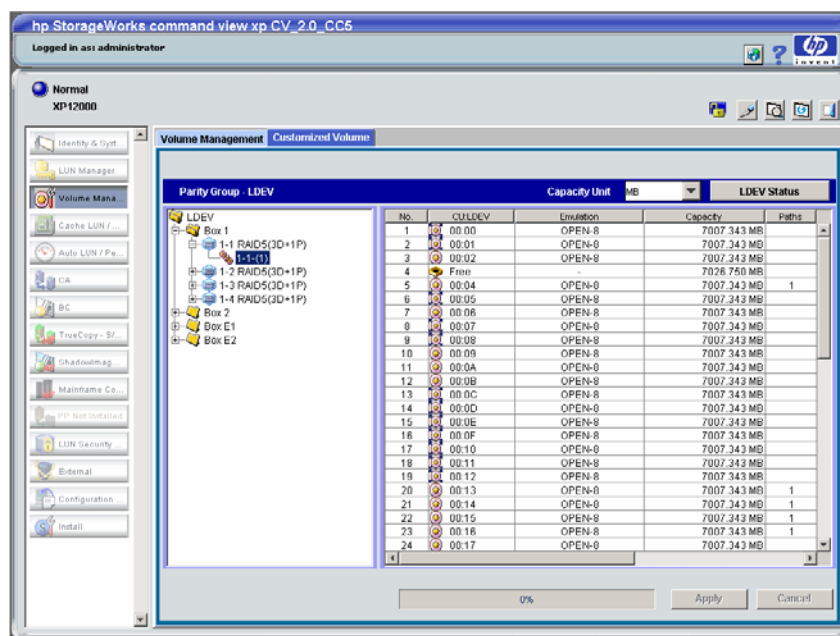 hp StorageWorks command view xp CV_2.0_CC5
Logged in as: administrator
hp
invent
Normal
XP12000
Identity & Syst...
LUN Manager
Volume Mana...
Cache LUN / ...
Auto LUN / Pe...
CA
BC
TrueCopy - S/...
ShadowImag...
Mainframe Co...
PP Not Installed
LUN Security ...
External
Configuration ...
Install
Volume Management
Customized Volume
Parity Group - LDEV
Capacity Unit
MB
LDEV Status
LDEV
Box 1
1-1 RAID5(3D+1P)
1-1-(1)
1-2 RAID5(3D+1P)
1-3 RAID5(3D+1P)
1-4 RAID5(3D+1P)
Box 2
Box E1
Box E2
No. CU:LDEV Emulation Capacity Paths
1 00:00 OPEN-8 7007.343 MB
2 00:01 OPEN-8 7007.343 MB
3 00:02 OPEN-8 7007.343 MB
4 Free - 7026.750 MB
5 00:04 OPEN-8 7007.343 MB 1
6 00:05 OPEN-8 7007.343 MB
7 00:06 OPEN-8 7007.343 MB
8 00:07 OPEN-8 7007.343 MB
9 00:08 OPEN-8 7007.343 MB
10 00:09 OPEN-8 7007.343 MB
11 00:0A OPEN-8 7007.343 MB
12 00:0B OPEN-8 7007.343 MB
13 00:0C OPEN-8 7007.343 MB
14 00:0D OPEN-8 7007.343 MB
15 00:0E OPEN-8 7007.343 MB
16 00:0F OPEN-8 7007.343 MB
17 00:10 OPEN-8 7007.343 MB
18 00:11 OPEN-8 7007.343 MB
19 00:12 OPEN-8 7007.343 MB
20 00:13 OPEN-8 7007.343 MB 1
21 00:14 OPEN-8 7007.343 MB 1
22 00:15 OPEN-8 7007.343 MB 1
23 00:16 OPEN-8 7007.343 MB 1
24 00:17 OPEN-8 7007.343 MB
0%
Apply
Cancel